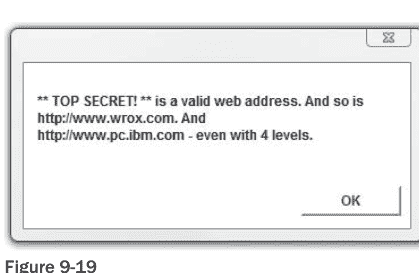 ** TOP SECRET! ** is a valid web address. And so is
http://www.wrox.com. And
http://www.pc.ibm.com - even with 4 levels.
OK
Figure 9-19